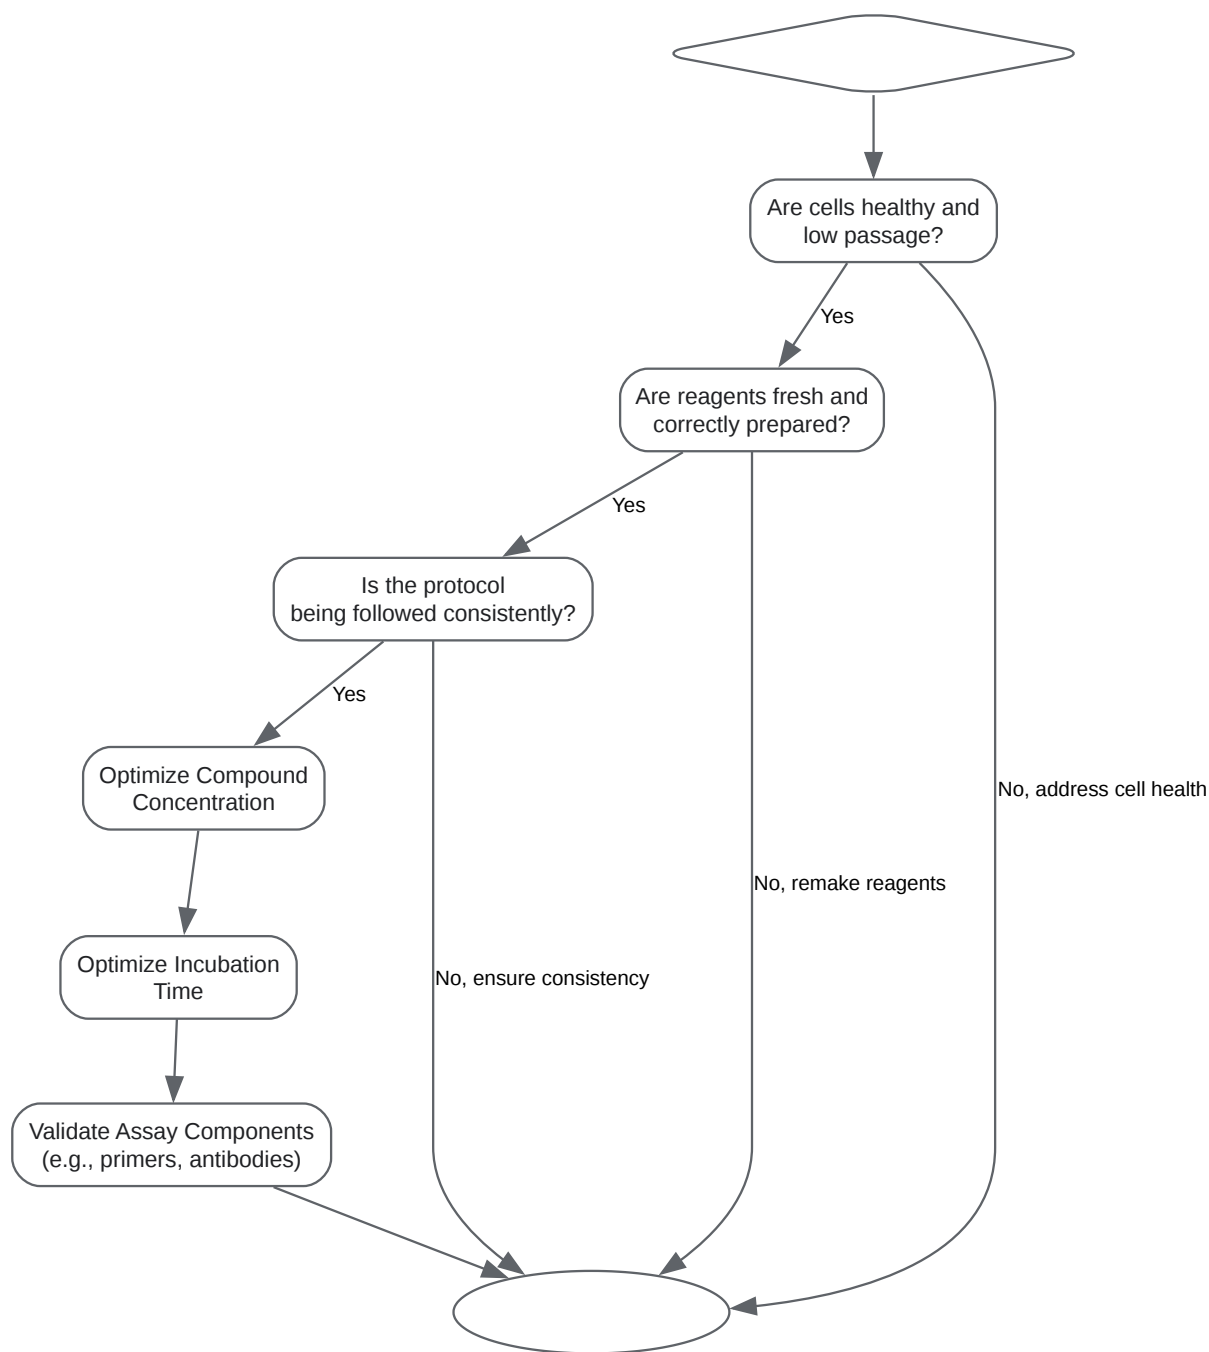 Are cells healthy and
low passage?
Yes
Are reagents fresh and
correctly prepared?
Yes
Is the protocol
being followed consistently?
Yes
Optimize Compound
Concentration
No, address cell health
No, remake reagents
Optimize Incubation
Time
No, ensure consistency
Validate Assay Components
(e.g., primers, antibodies)